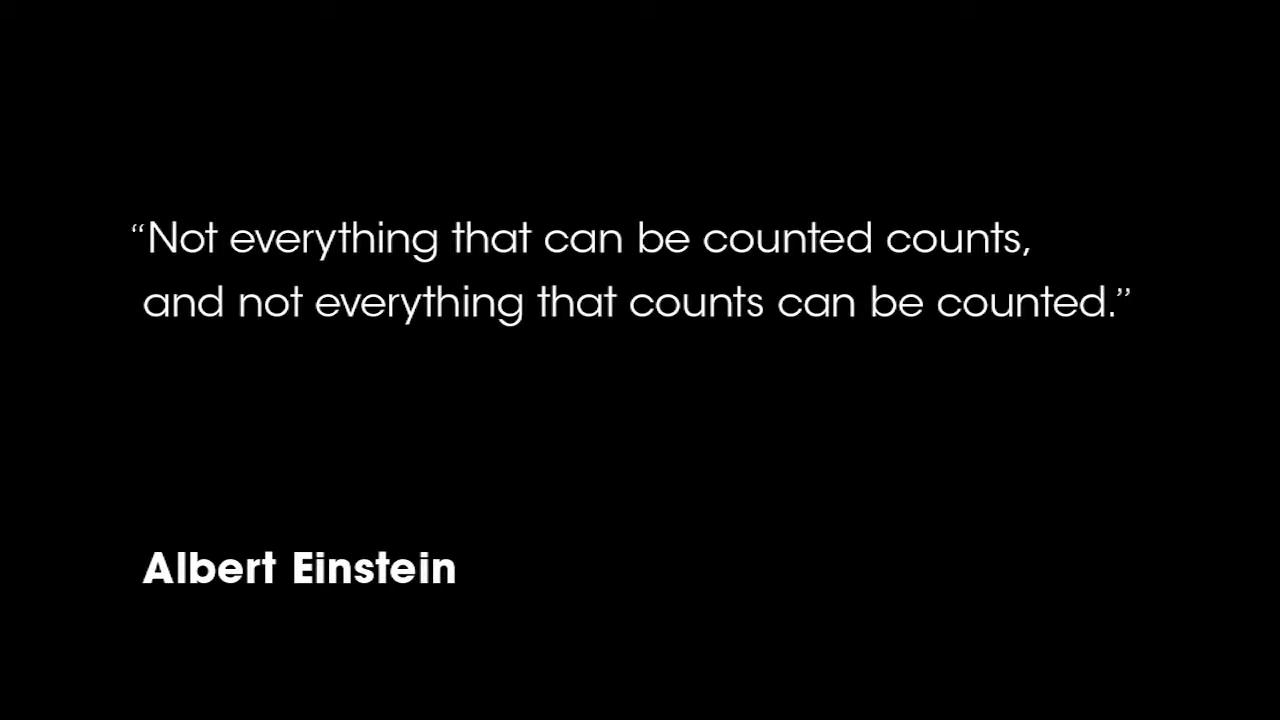 “Not everything that can be counted counts,
and not everything that counts can be counted.”
Albert Einstein